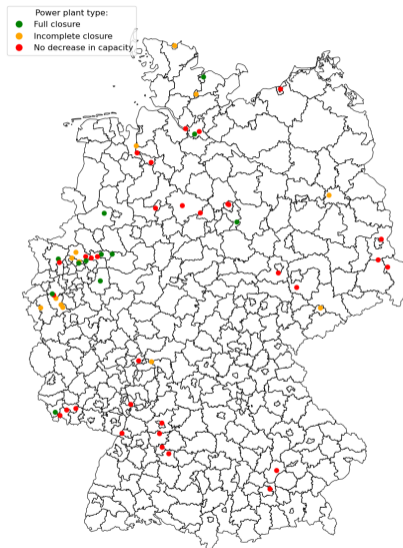 Power plant type:
Full closure
Incomplete closure
No decrease in capacity